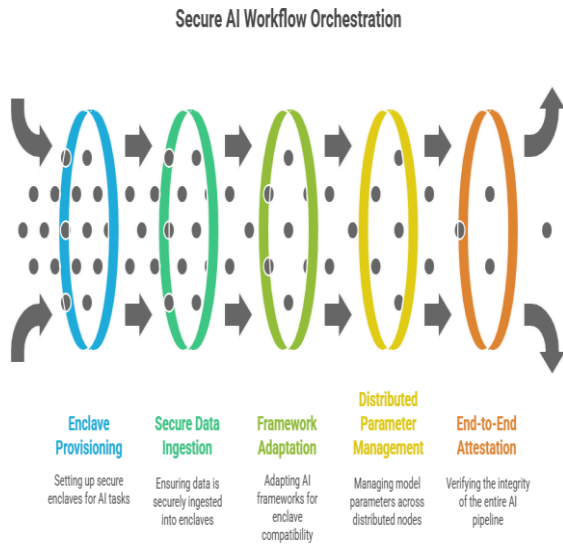 Secure AI Workflow Orchestration
Enclave
Provisioning
Setting up secure
enclaves for AI tasks
Secure Data
Ingestion
Ensuring data is
securely ingested
into enclaves
Framework
Adaptation
Adapting AI
frameworks for
enclave
compatibility
Distributed
Parameter
Management
Managing model
parameters across
distributed nodes
End-to-End
Attestation
Verifying the integrity
of the entire AI
pipeline